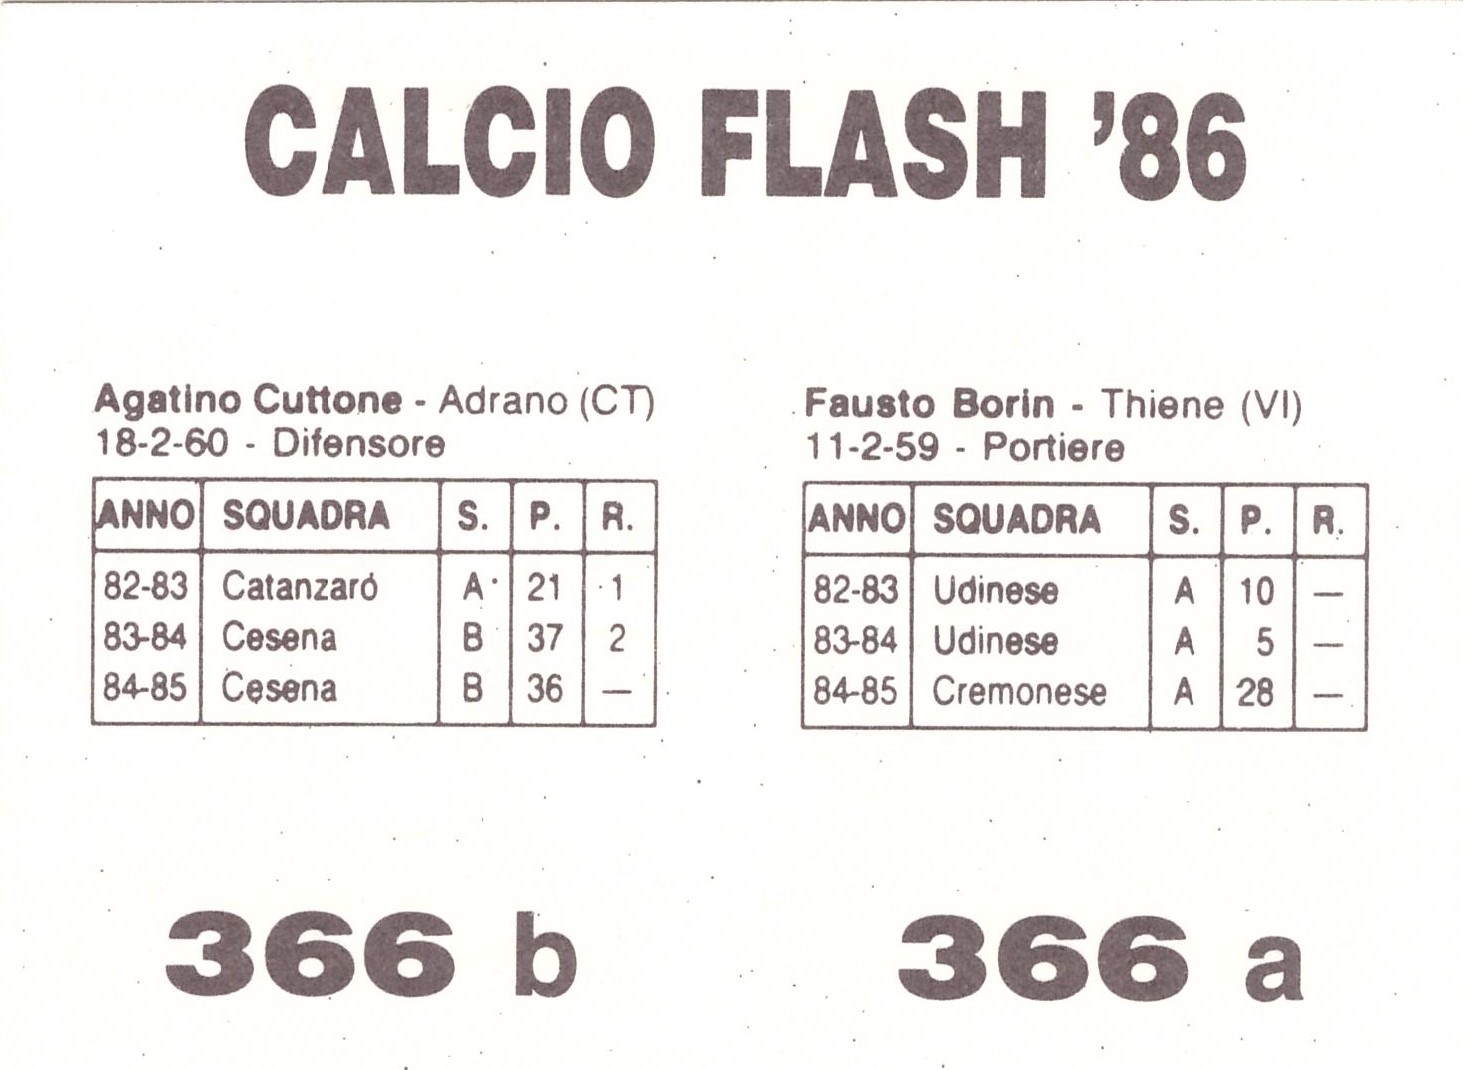 CALCIO FLASH '86
Agatino Cuttone - Adrano (CT)
18-2-60 - Difensore
ANNO SQUADRA S. P. R.
82-83 Catanzaro A 21 1
83-84 Cesena B 37 2
84-85 Cesena B 36 —
366 b
Fausto Borin - Thiene (VI)
11-2-59 - Portiere
ANNO SQUADRA S. P. R.
82-83 Udinese A 10 —
83-84 Udinese A 5 —
84-85 Cremonese A 28 —
366 a